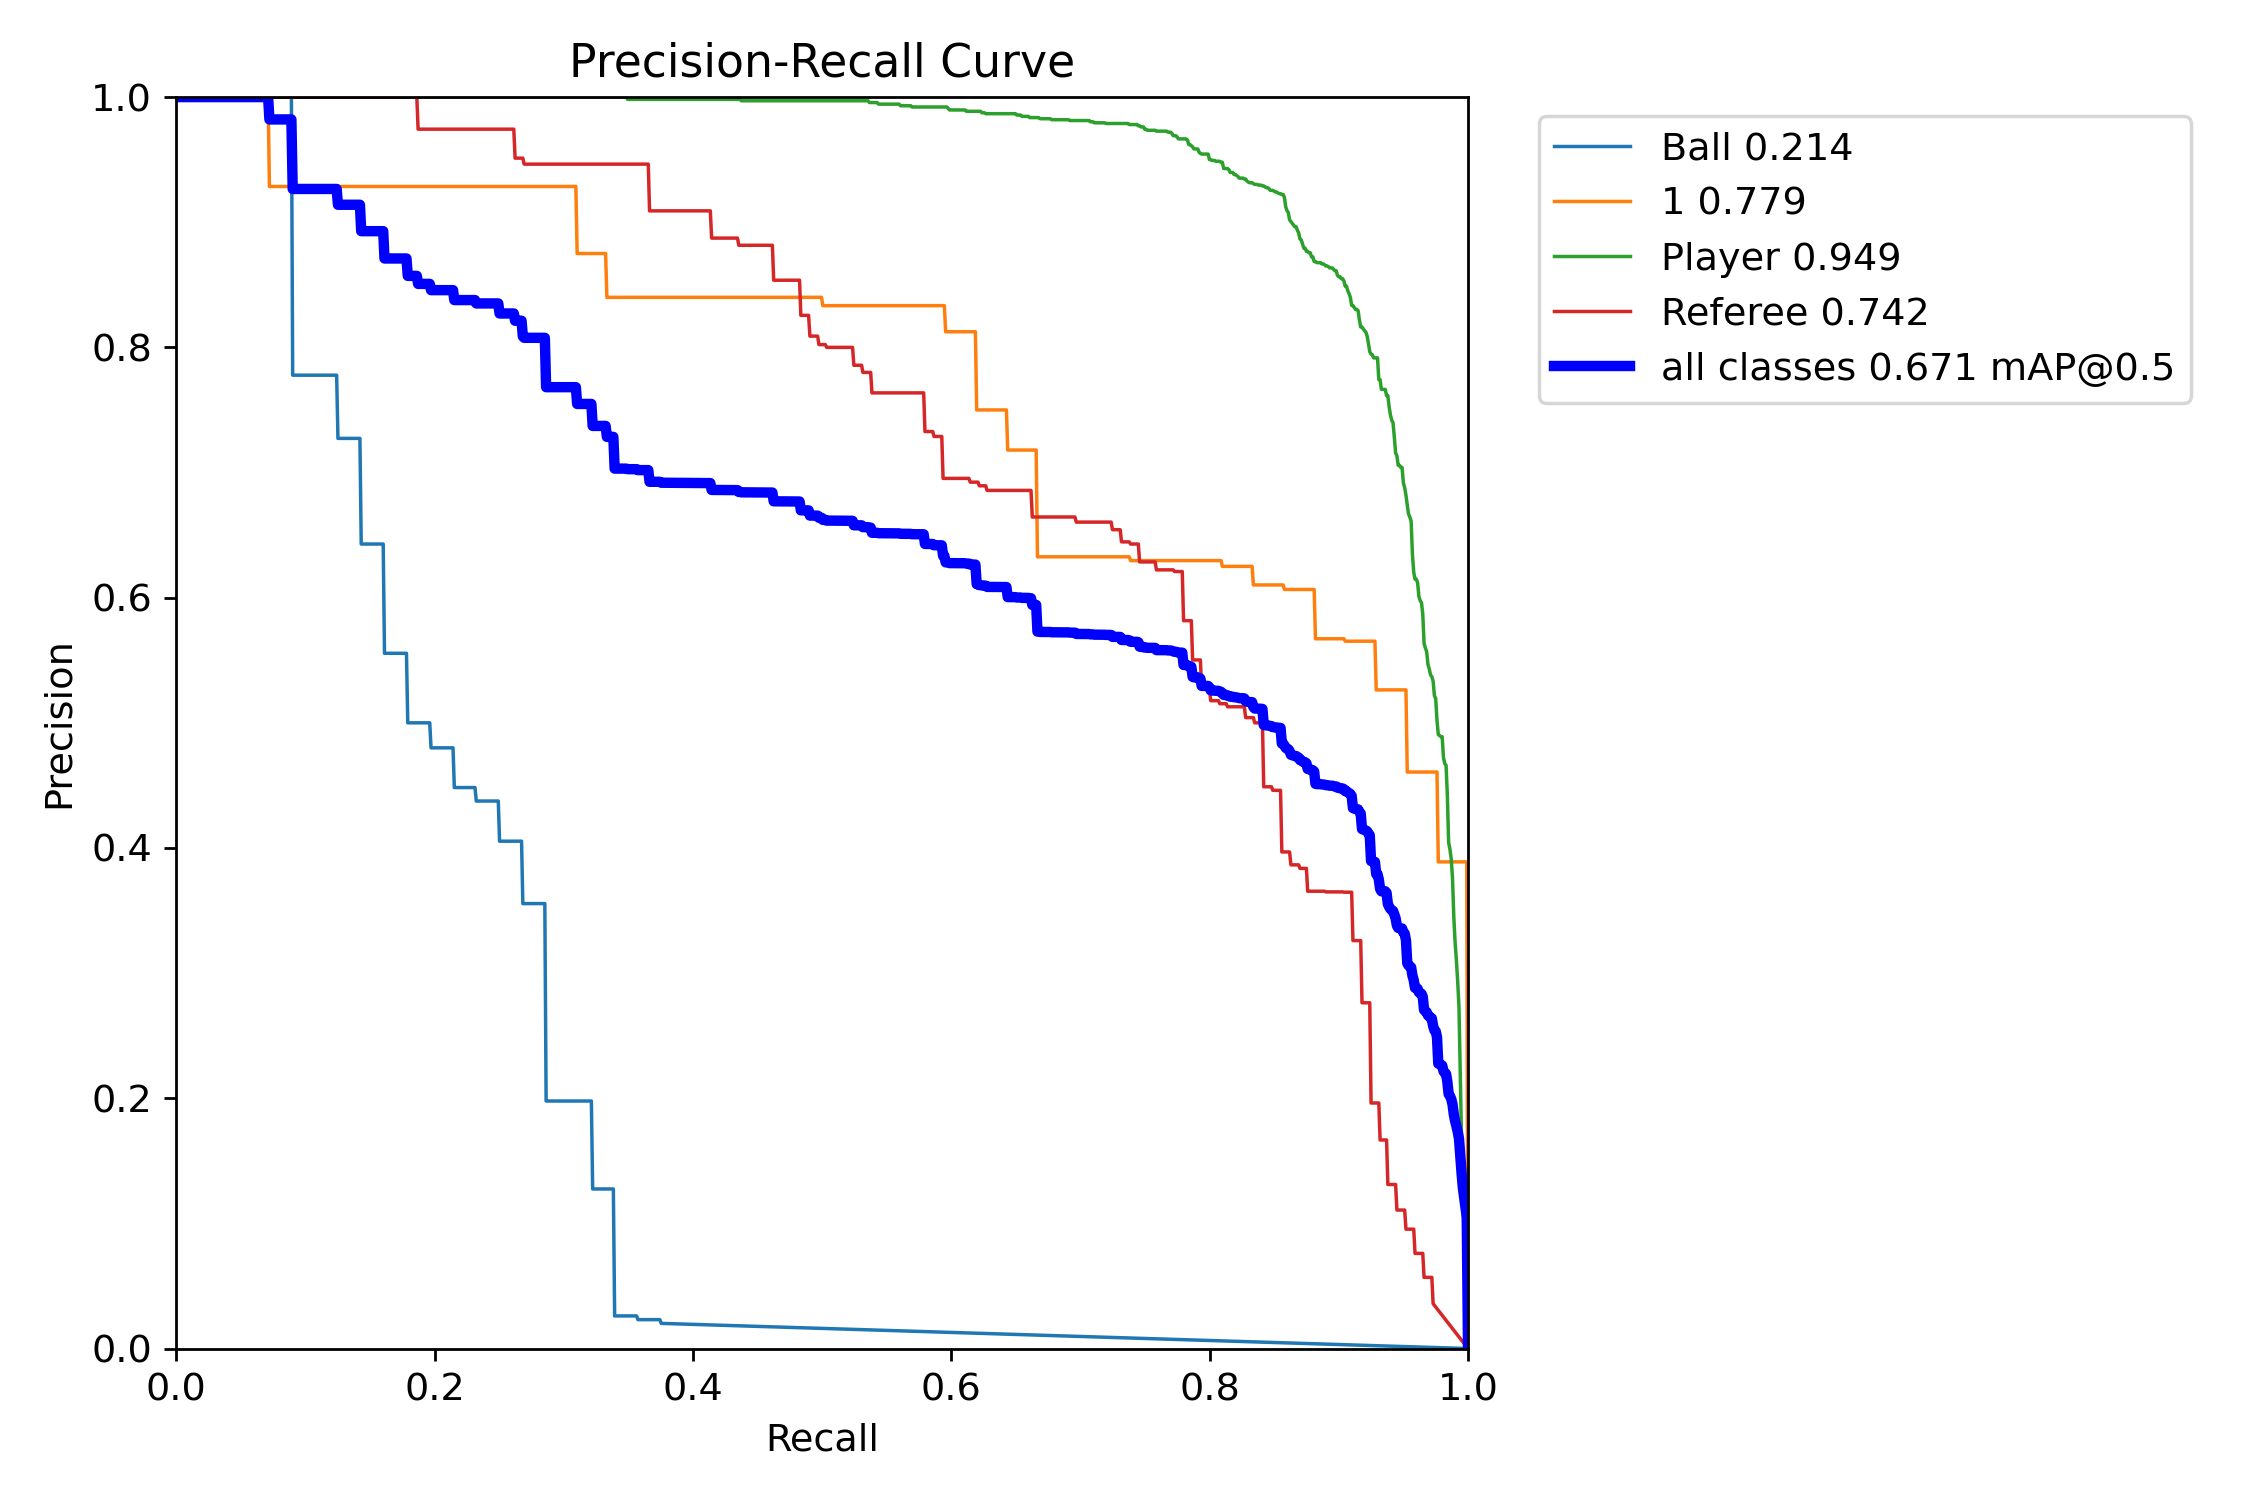 Precision-Recall Curve
1.0
0.8
0.6
0.4
0.2
0.0
Precision
0.0 0.2 0.4 0.6 0.8 1.0
Recall
Ball 0.214
1 0.779
Player 0.949
Referee 0.742
all classes 0.671 mAP@0.5